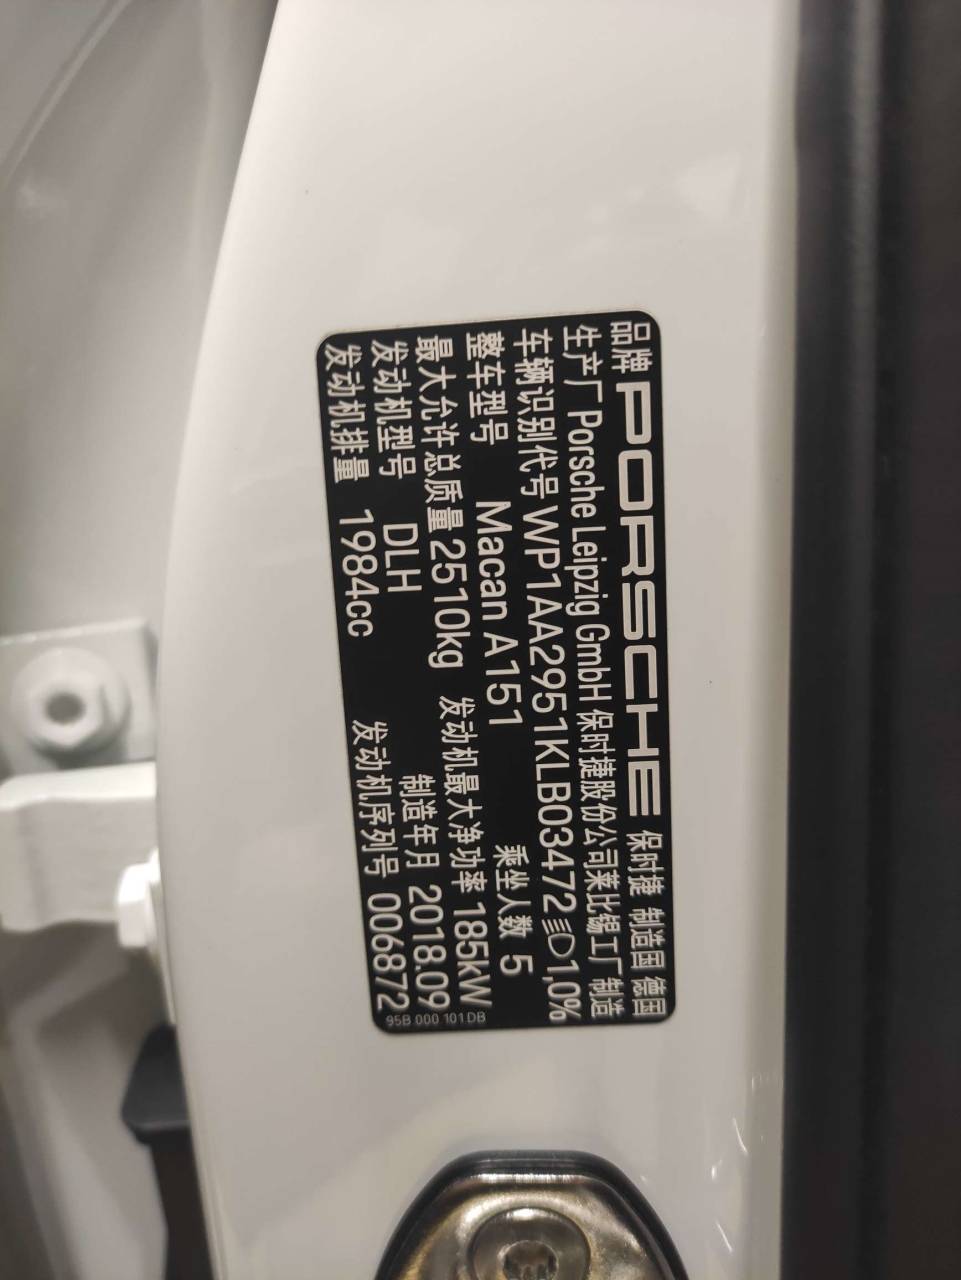 品牌 PORSCHE 保时捷 制造国 德国
生产厂 Porsche Leipzig GmbH 保时捷股份公司莱比锡工厂 制造
车辆识别代号 WP1AA2951KLB03472 1,0%
整车型号 Macan A151 乘坐人数 5
最大允许总质量 2510kg 发动机最大净功率 185kW
发动机型号 DLH 制造年月 2018.09
发动机排量 1984cc 发动机序列号 006872
95B 000 101 DB